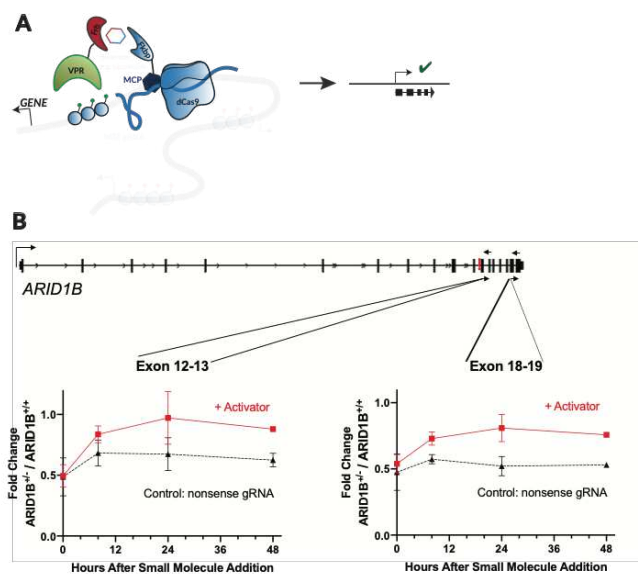 A
Frb
Fkbp
VPR
MCP
dCas9
GENE
B
ARID1B
Exon 12-13
Exon 18-19
Fold Change
ARID1B+/- / ARID1B+/+
1.0
0.5
0.0
+ Activator
Control: nonsense gRNA
0 12 24 36 48
Hours After Small Molecule Addition
Fold Change
ARID1B+/- / ARID1B+/+
1.0
0.5
0.0
+ Activator
Control: nonsense gRNA
0 12 24 36 48
Hours After Small Molecule Addition